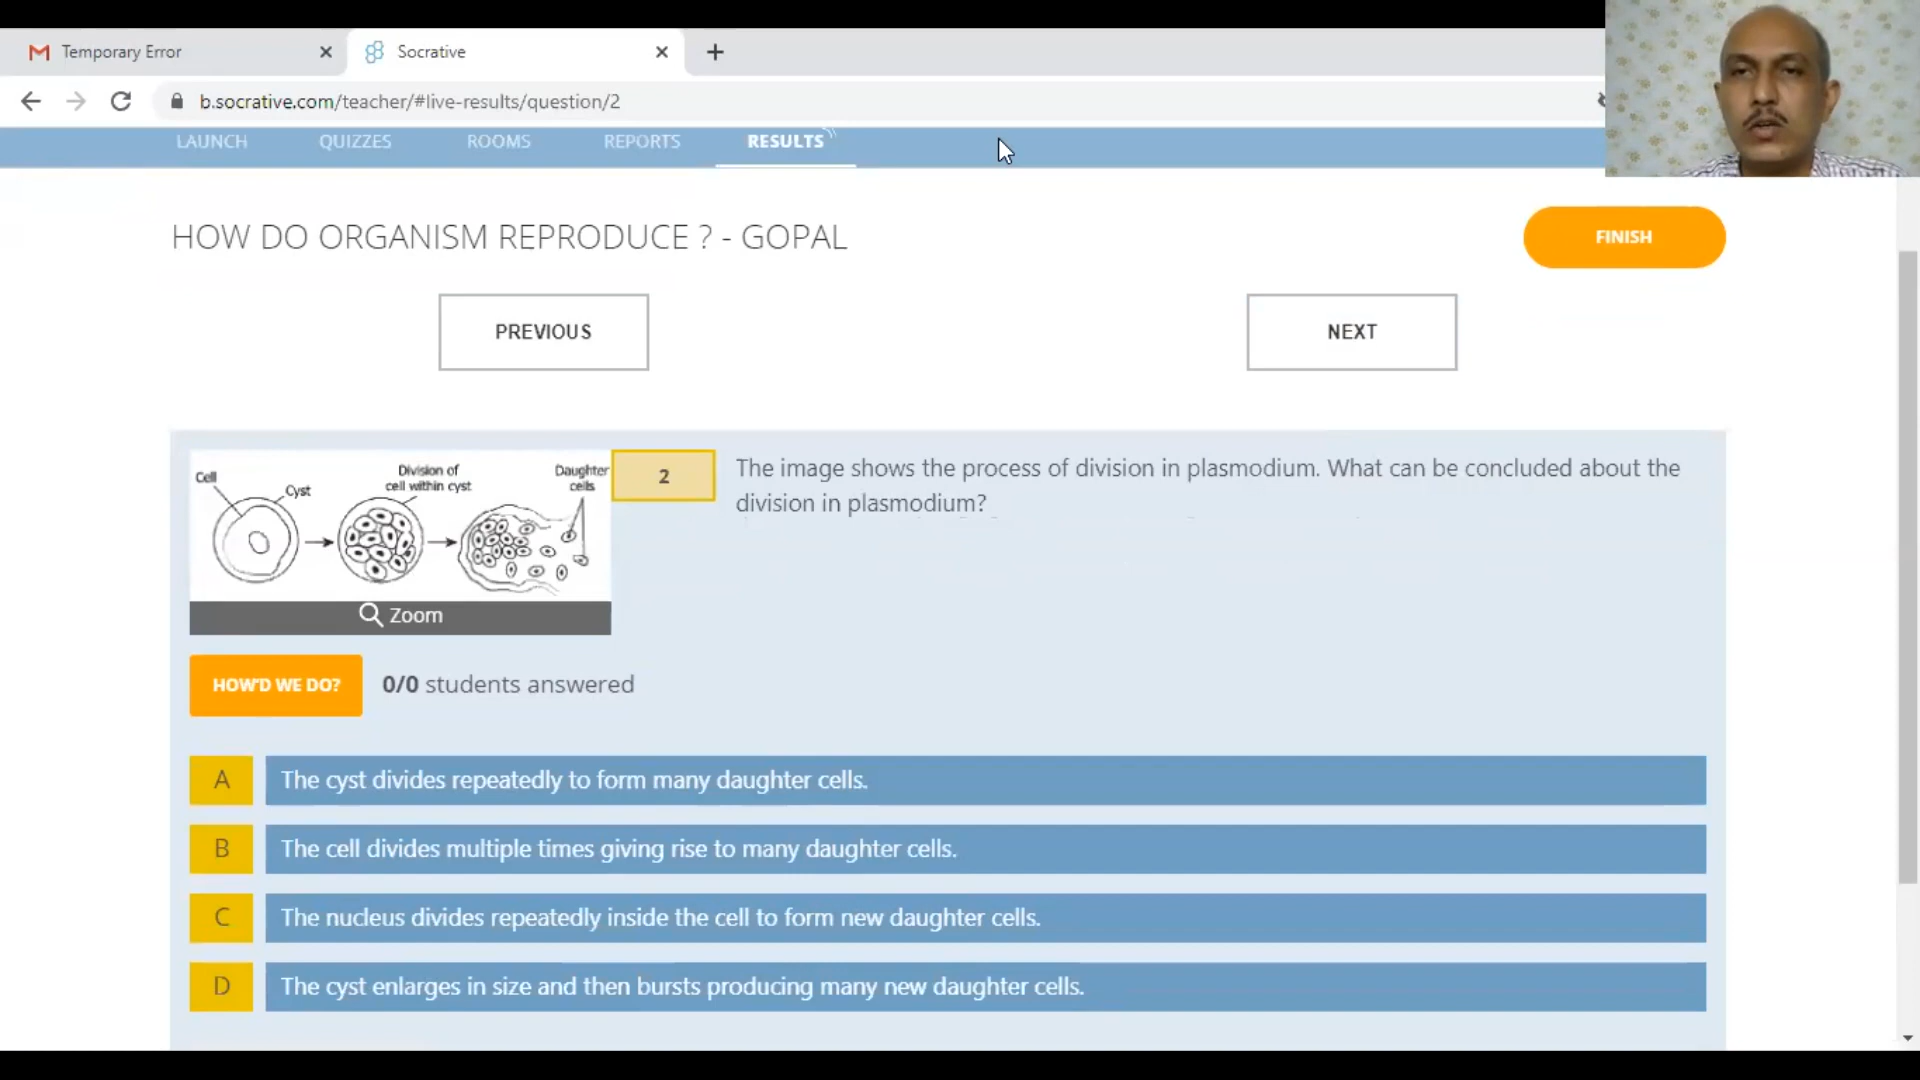 Temporary Error
Socrative
b.socrative.com/teacher/#live-results/question/2
LAUNCH QUIZZES ROOMS REPORTS RESULTS
HOW DO ORGANISM REPRODUCE ? - GOPAL
FINISH
PREVIOUS
NEXT
Cell
Cyst
Division of
cell within cyst
Daughter
cells
Zoom
2
The image shows the process of division in plasmodium. What can be concluded about the
division in plasmodium?
HOW'D WE DO?
0/0 students answered
A The cyst divides repeatedly to form many daughter cells.
B The cell divides multiple times giving rise to many daughter cells.
C The nucleus divides repeatedly inside the cell to form new daughter cells.
D The cyst enlarges in size and then bursts producing many new daughter cells.